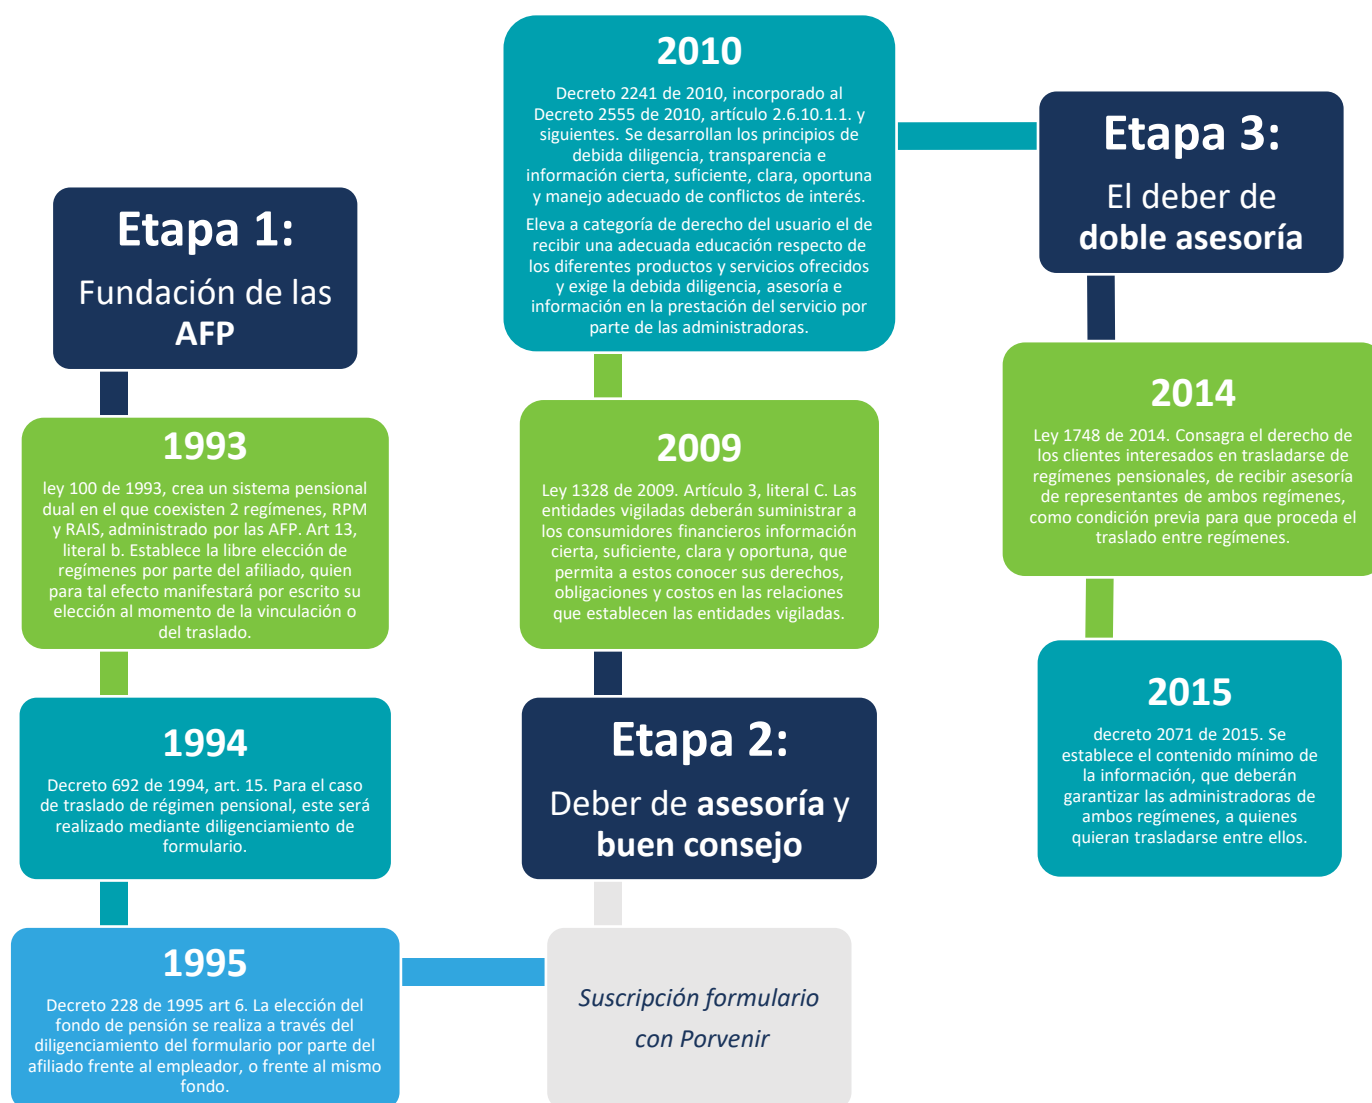 Etapa 1:
Fundación de las
AFP
1993
ley 100 de 1993, crea un sistema pensional
dual en el que coexisten 2 regímenes, RPM
y RAIS, administrado por las AFP. Art 13,
literal b. Establece la libre elección de
regímenes por parte del afiliado, quien
para tal efecto manifestará por escrito su
elección al momento de la vinculación o
del traslado.
1994
Decreto 692 de 1994, art. 15. Para el caso
de traslado de régimen pensional, este será
realizado mediante diligenciamiento de
formulario.
1995
Decreto 228 de 1995 art 6. La elección del
fondo de pensión se realiza a través del
diligenciamiento del formulario por parte del
afiliado frente al empleador, o frente al mismo
fondo.
Suscripción formulario
con Porvenir
Etapa 2:
Deber de asesoría y
buen consejo
2009
Ley 1328 de 2009. Artículo 3, literal C. Las
entidades vigiladas deberán suministrar a
los consumidores financieros información
cierta, suficiente, clara y oportuna, que
permita a estos conocer sus derechos,
obligaciones y costos en las relaciones
que establecen las entidades vigiladas.
2010
Decreto 2241 de 2010, incorporado al
Decreto 2555 de 2010, artículo 2.6.10.1.1. y
siguientes. Se desarrollan los principios de
debida diligencia, transparencia e
información cierta, suficiente, clara, oportuna
y manejo adecuado de conflictos de interés.
Eleva a categoría de derecho del usuario el de
recibir una adecuada educación respecto de
los diferentes productos y servicios ofrecidos
y exige la debida diligencia, asesoría e
información en la prestación del servicio por
parte de las administradoras.
Etapa 3:
El deber de
doble asesoría
2014
Ley 1748 de 2014. Consagra el derecho de
los clientes interesados en trasladarse de
regímenes pensionales, de recibir asesoría
de representantes de ambos regímenes,
como condición previa para que proceda el
traslado entre regímenes.
2015
decreto 2071 de 2015. Se
establece el contenido mínimo de
la información, que deberán
garantizar las administradoras de
ambos regímenes, a quienes
quieran trasladarse entre ellos.